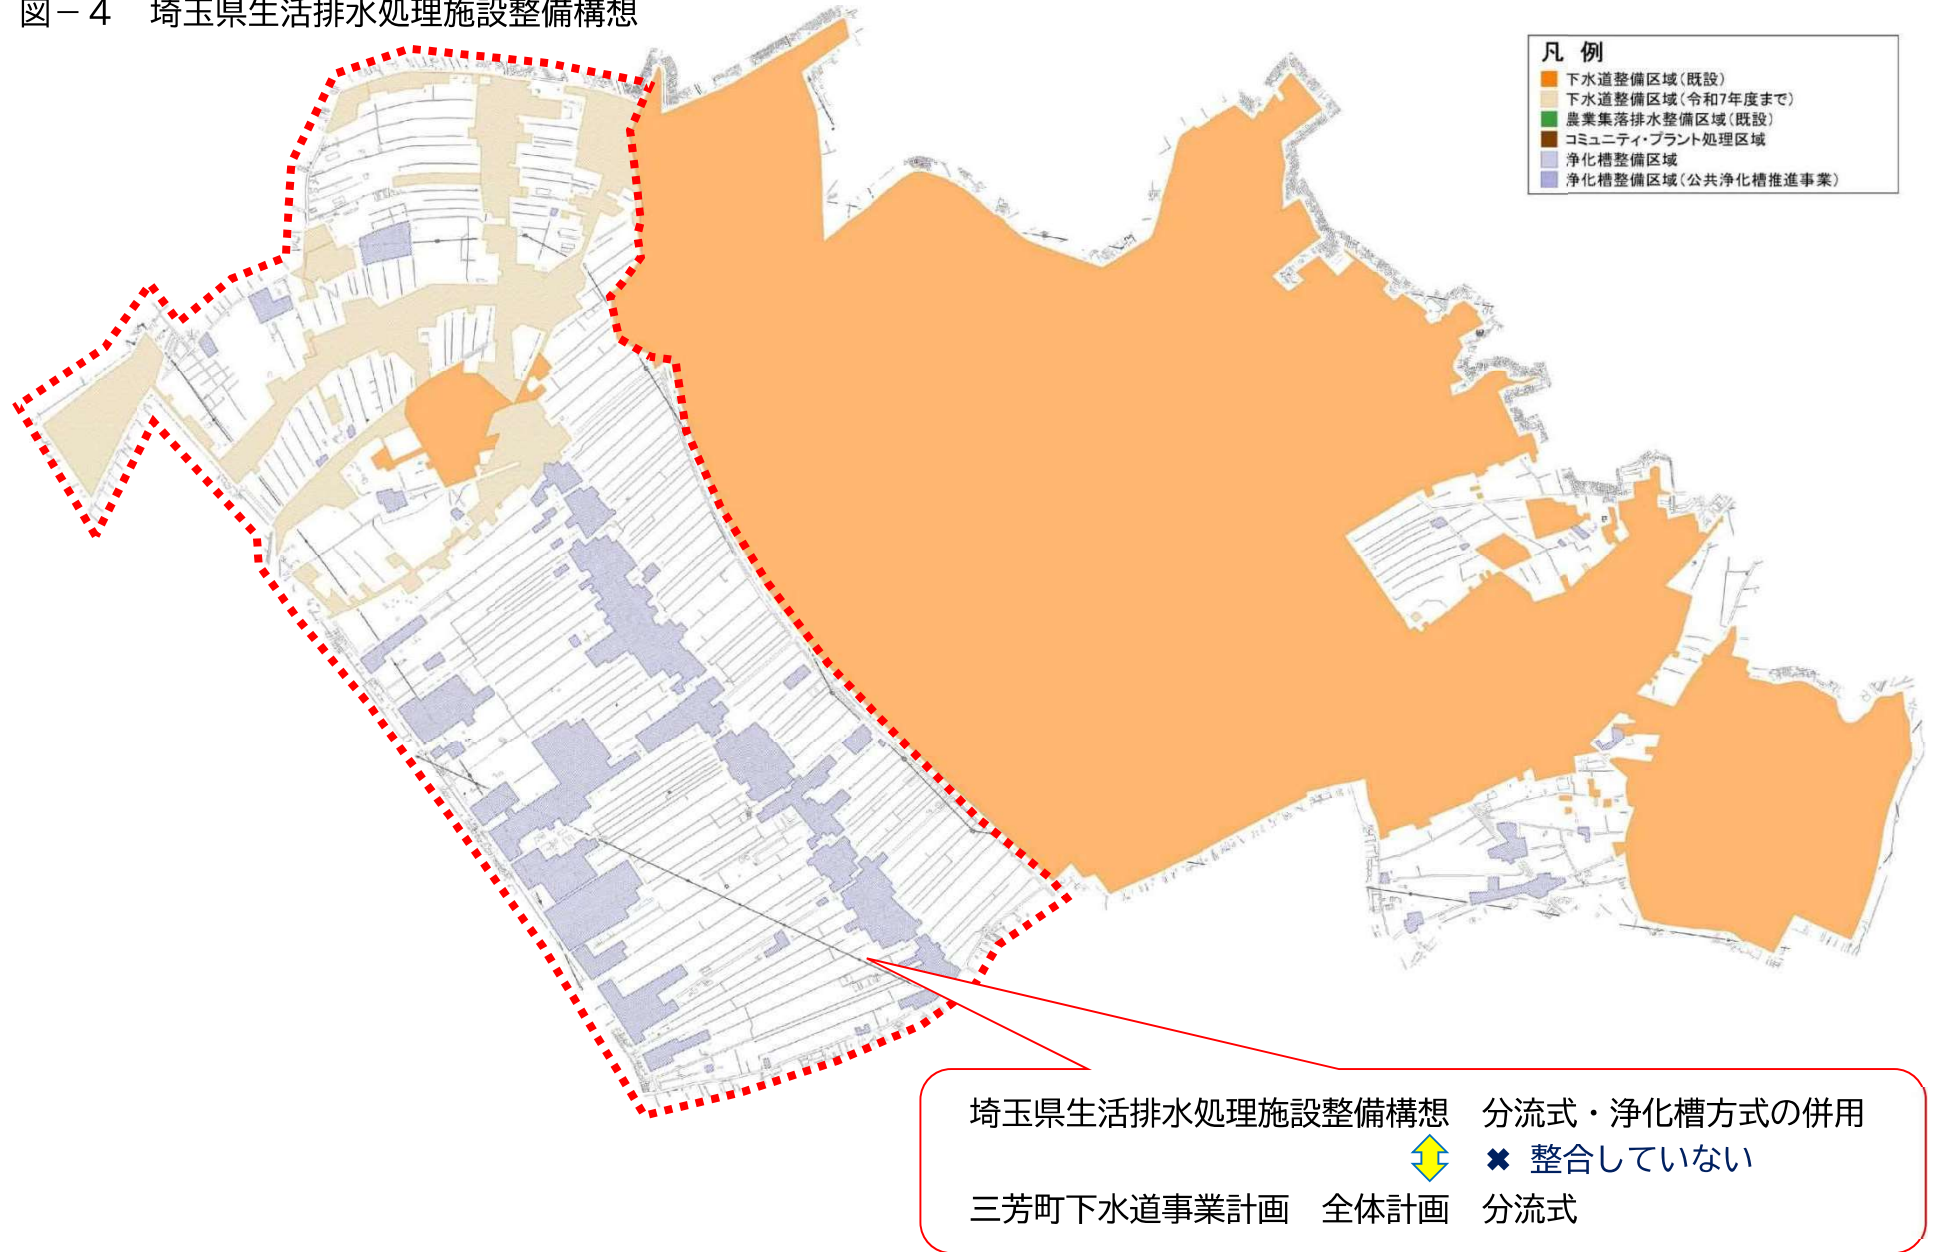 図－４　埼玉県生活排水処理施設整備構想
凡 例
下水道整備区域（既設）
下水道整備区域（令和7年度まで）
農業集落排水整備区域（既設）
コミュニティ・プラント処理区域
浄化槽整備区域
浄化槽整備区域（公共浄化槽推進事業）
埼玉県生活排水処理施設整備構想　分流式・浄化槽方式の併用
✖ 整合していない
三芳町下水道事業計画　全体計画　分流式